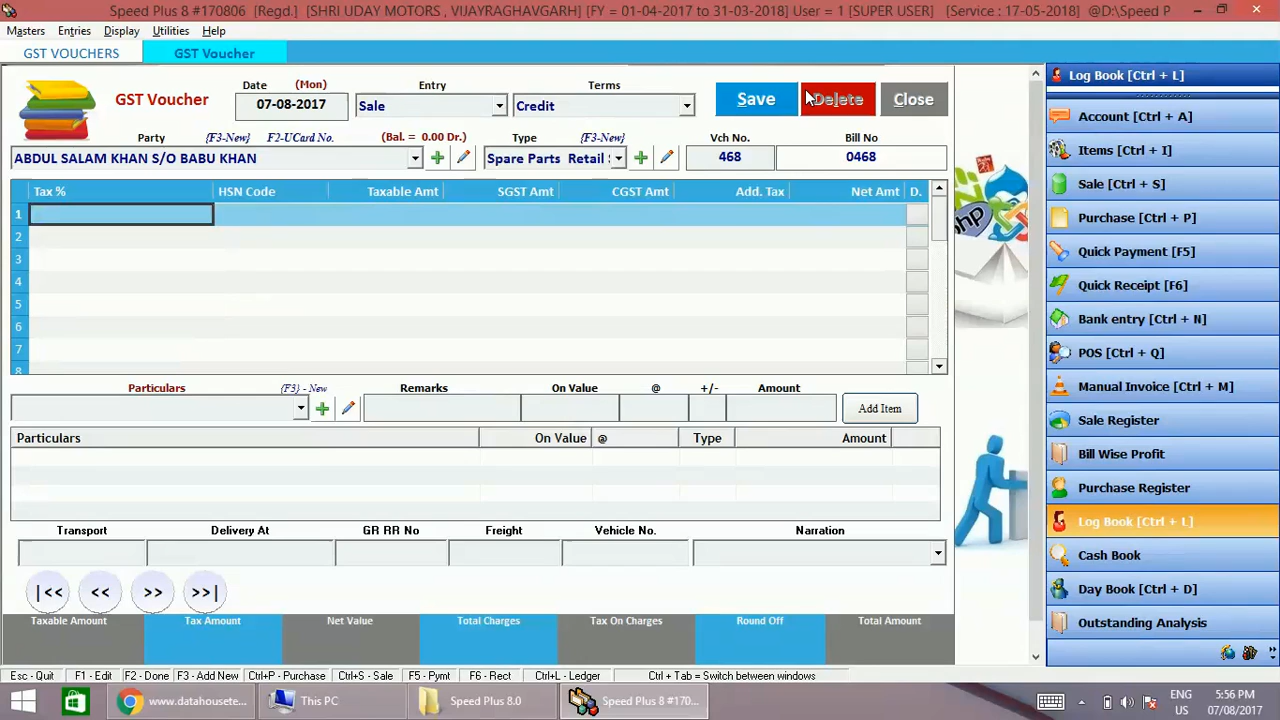 Speed Plus 8 #170806 [Regd.] [SHRI UDAY MOTORS , VIJAYRAGHAVGARH] [FY = 01-04-2017 to 31-03-2018] User = 1 [SUPER USER] [Service : 17-05-2018] @D:\Speed P
Masters Entries Display Utilities Help
GST VOUCHERS GST Voucher
GST Voucher
Date (Mon) Entry Terms
07-08-2017 Sale Credit Save Delete Close
Party {F3-New} F2-UCard No. (Bal. = 0.00 Dr.) Type {F3-New} Vch No. Bill No
ABDUL SALAM KHAN S/O BABU KHAN Spare Parts Retail 468 0468
Tax % HSN Code Taxable Amt SGST Amt CGST Amt Add. Tax Net Amt D.
1
2
3
4
5
6
7
8
Particulars {F3) - New Remarks On Value @ +/- Amount
Add Item
Particulars On Value @ Type Amount
Transport Delivery At GR RR No Freight Vehicle No. Narration
|<< << >> >>|
Taxable Amount Tax Amount Net Value Total Charges Tax On Charges Round Off Total Amount
Log Book [Ctrl + L]
Account [Ctrl + A]
Items [Ctrl + I]
Sale [Ctrl + S]
Purchase [Ctrl + P]
Quick Payment [F5]
Quick Receipt [F6]
Bank entry [Ctrl + N]
POS [Ctrl + Q]
Manual Invoice [Ctrl + M]
Sale Register
Bill Wise Profit
Purchase Register
Log Book [Ctrl + L]
Cash Book
Day Book [Ctrl + D]
Outstanding Analysis
php
Esc - Quit F1 - Edit F2 - Done F3 - Add New Ctrl+P - Purchase Ctrl+S - Sale F5 - Pymt F6 - Rect Ctrl+L - Ledger Ctrl + Tab = Switch between windows
www.datahousete... This PC Speed Plus 8.0 Speed Plus 8 #170...
ENG
US
5:56 PM
07/08/2017